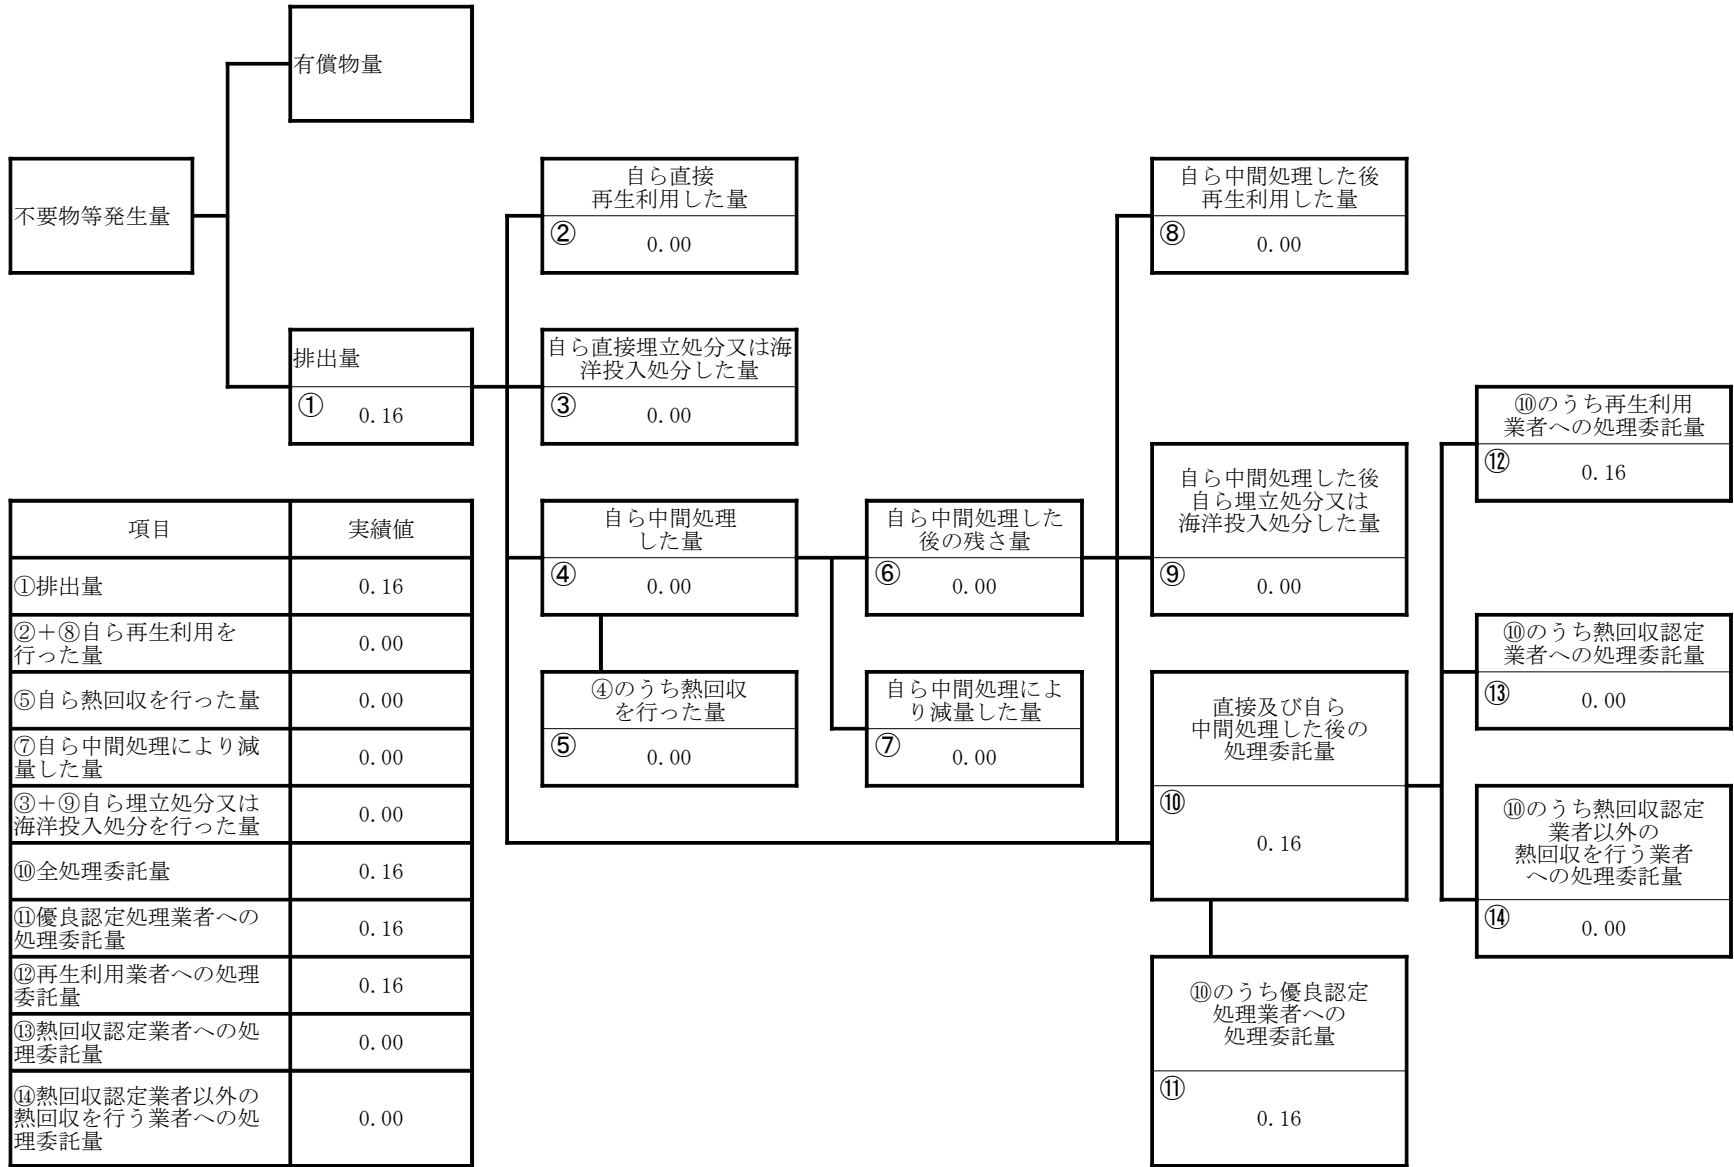 有償物量
不要物等発生量
自ら直接
再生利用した量
②
0.00
自ら中間処理した後
再生利用した量
⑧
0.00
排出量
①
0.16
自ら直接埋立処分又は海
洋投入処分した量
③
0.00
⑩のうち再生利用
業者への処理委託量
⑫
0.16
自ら中間処理
した量
④
0.00
自ら中間処理した
後の残さ量
⑥
0.00
自ら中間処理した後
自ら埋立処分又は
海洋投入処分した量
⑨
0.00
⑩のうち熱回収認定
業者への処理委託量
⑬
0.00
④のうち熱回収
を行った量
⑤
0.00
自ら中間処理によ
り減量した量
⑦
0.00
直接及び自ら
中間処理した後の
処理委託量
⑩
0.16
⑩のうち熱回収認定
業者以外の
熱回収を行う業者
への処理委託量
⑭
0.00
⑩のうち優良認定
処理業者への
処理委託量
⑪
0.16
項目 実績値
①排出量 0.16
②+⑧自ら再生利用を
行った量 0.00
⑤自ら熱回収を行った量 0.00
⑦自ら中間処理により減
量した量 0.00
③+⑨自ら埋立処分又は
海洋投入処分を行った量 0.00
⑩全処理委託量 0.16
⑪優良認定処理業者への
処理委託量 0.16
⑫再生利用業者への処理
委託量 0.16
⑬熱回収認定業者への処
理委託量 0.00
⑭熱回収認定業者以外の
熱回収を行う業者への処
理委託量 0.00